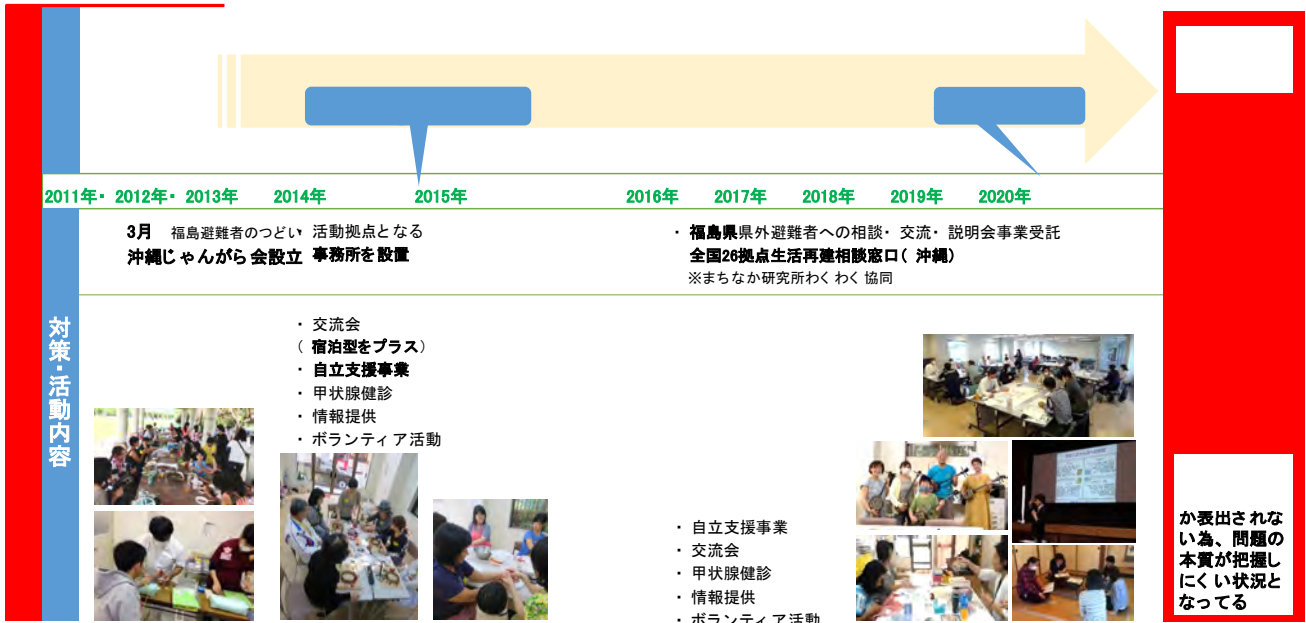 2011年・ 2012年・ 2013年 2014年 2015年 2016年 2017年 2018年 2019年 2020年
3月 福島避難者のつどい
沖縄じゃんがら会設立
・ 活動拠点となる
事務所を設置
・ 福島県県外避難者への相談・ 交流・ 説明会事業受託
全国26拠点生活再建相談窓口( 沖縄)
※まちなか研究所わくわく協同
対策・活動内容
・ 交流会
( 宿泊型をプラス)
・ 自立支援事業
・ 甲状腺健診
・ 情報提供
・ ボランティア活動
・ 自立支援事業
・ 交流会
・ 甲状腺健診
・ 情報提供
・ ボランティア活動
か表出されな
い為、問題の
本質が把握し
にくい状況と
なってる